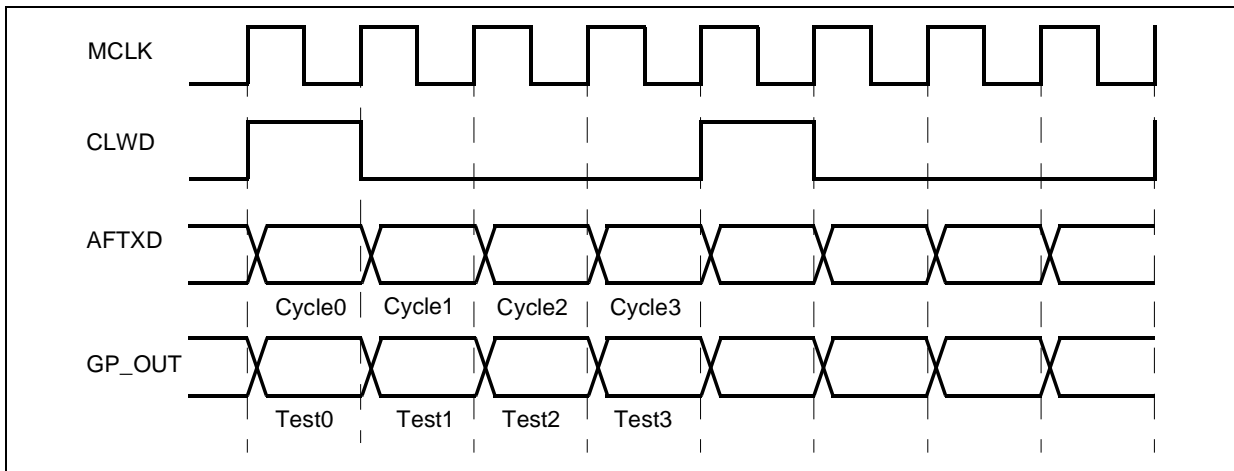 MCLK
CLWD
AFTXD
Cycle0 Cycle1 Cycle2 Cycle3
GP_OUT
Test0 Test1 Test2 Test3